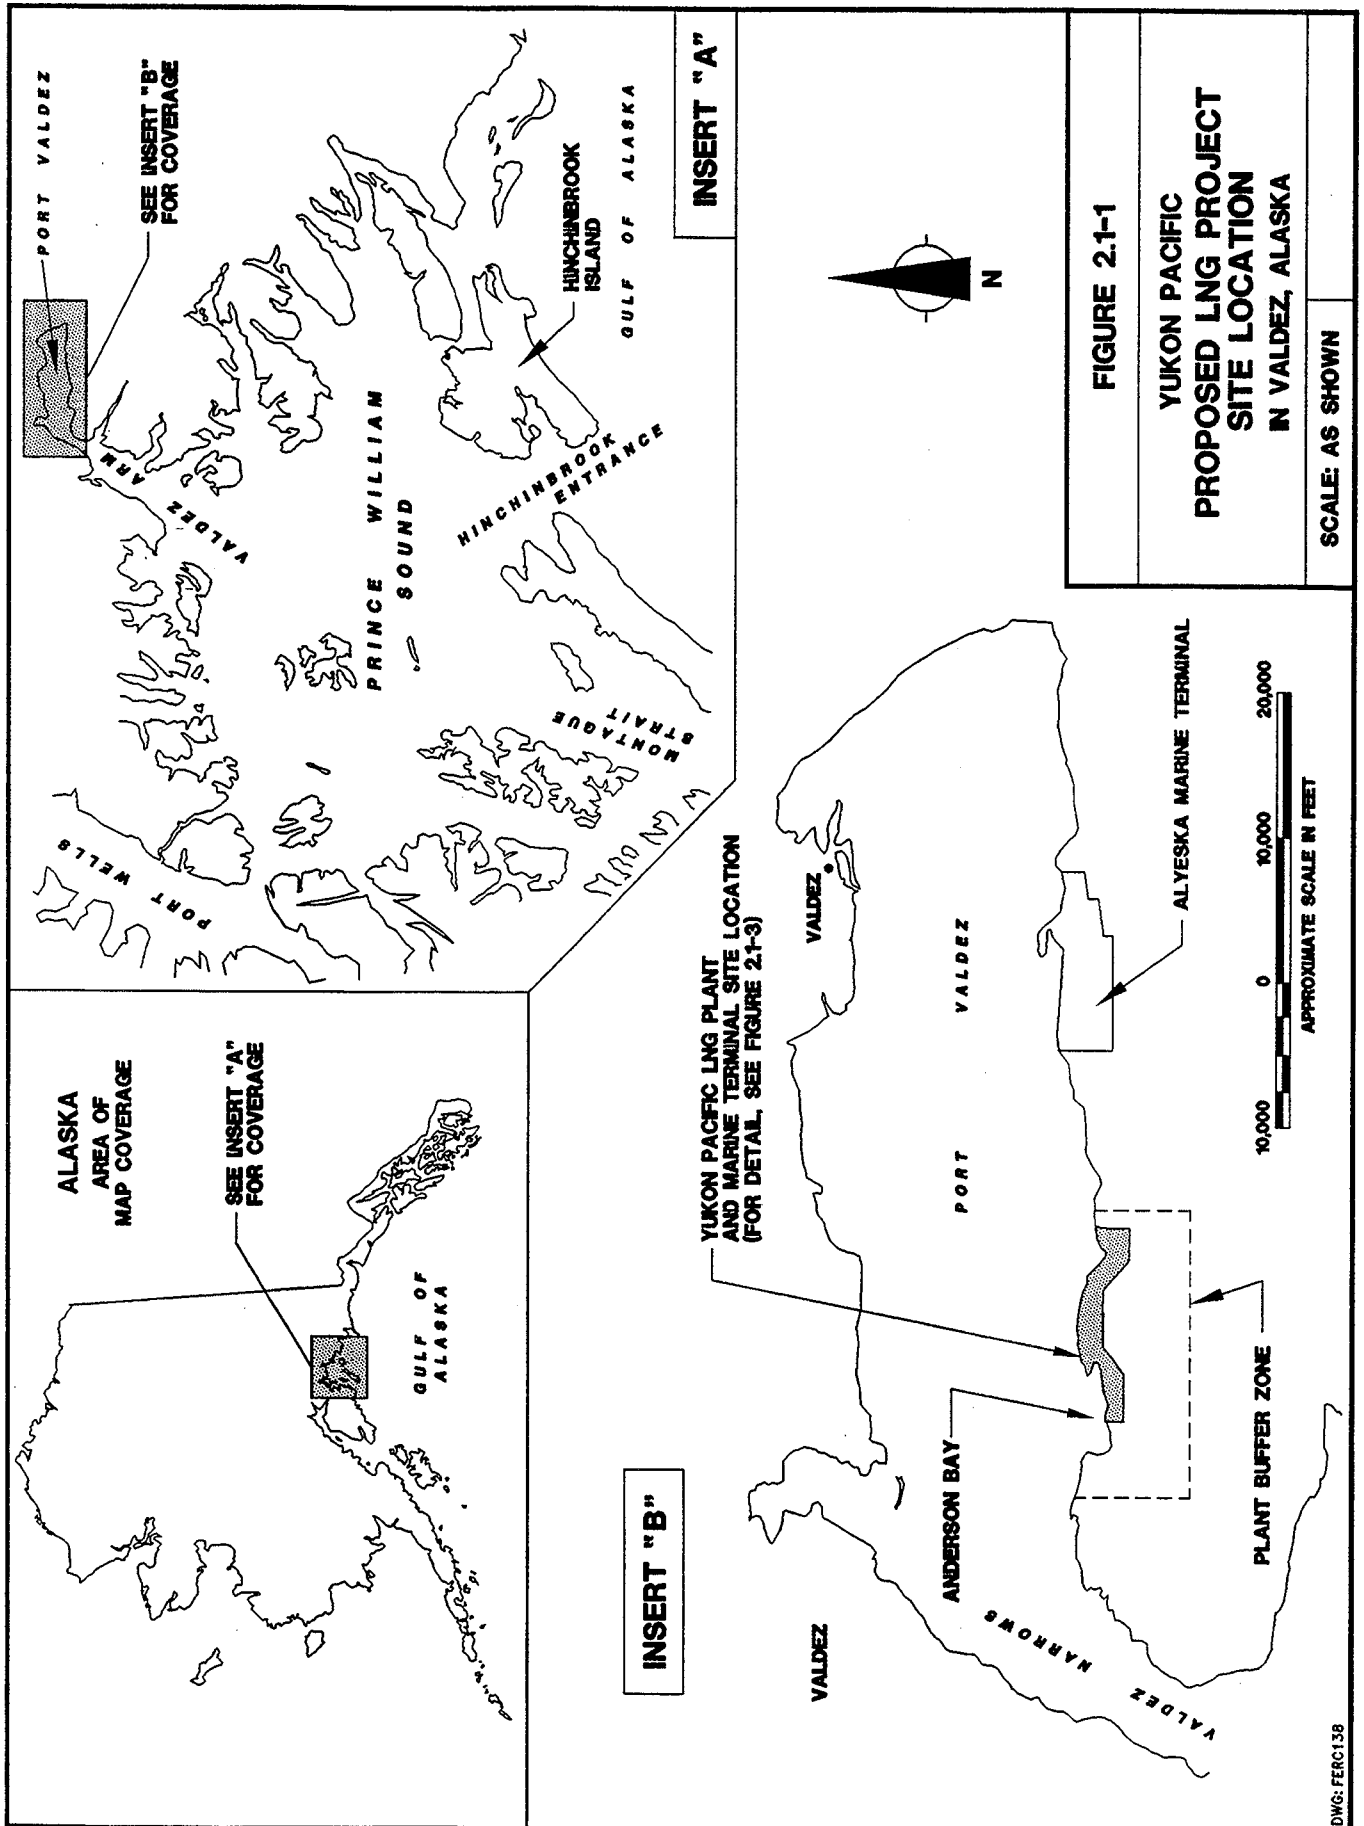 ALASKA
AREA OF
MAP COVERAGE
SEE INSERT "A"
FOR COVERAGE
GULF OF
ALASKA
PORT VALDEZ
SEE INSERT "B"
FOR COVERAGE
PORT WELLS
VALDEZ
ARM
PRINCE WILLIAN
SOUND
HINCHINBROOK
ISLAND
HINCHINBROOK
ENTRANCE
MONTAGUE
STRAIT
GULF OF ALASKA
INSERT "A"
INSERT "B"
VALDEZ
YUKON PACIFIC LNG PLANT
AND MARINE TERMINAL SITE LOCATION
(FOR DETAIL, SEE FIGURE 2.1-3)
VALDEZ
PORT VALDEZ
ANDERSON BAY
VALDEZ NARROWS
PLANT BUFFER ZONE
ALYESKA MARINE TERMINAL
10,000 0 10,000 20,000
APPROXIMATE SCALE IN FEET
N
FIGURE 2.1-1
YUKON PACIFIC
PROPOSED LNG PROJECT
SITE LOCATION
IN VALDEZ, ALASKA
SCALE: AS SHOWN
DWG: FERC138